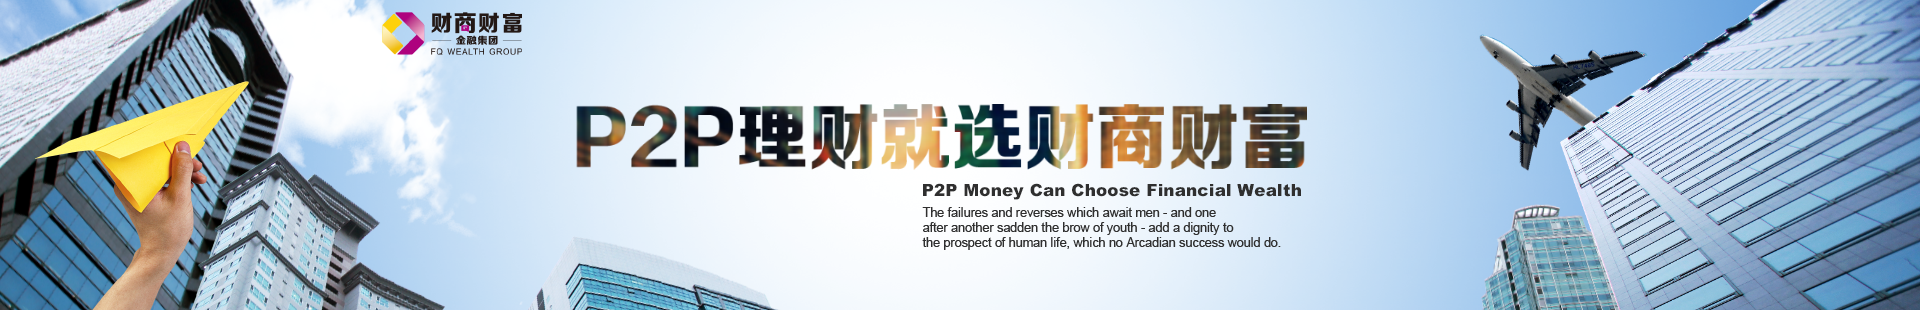 财商财富
金融集团
FQ WEALTH GROUP
P2P理财就选财商财富
P2P Money Can Choose Financial Wealth
The failures and reverses which await men - and one
after another sadden the brow of youth - add a dignity to
the prospect of human life, which no Arcadian success would do.